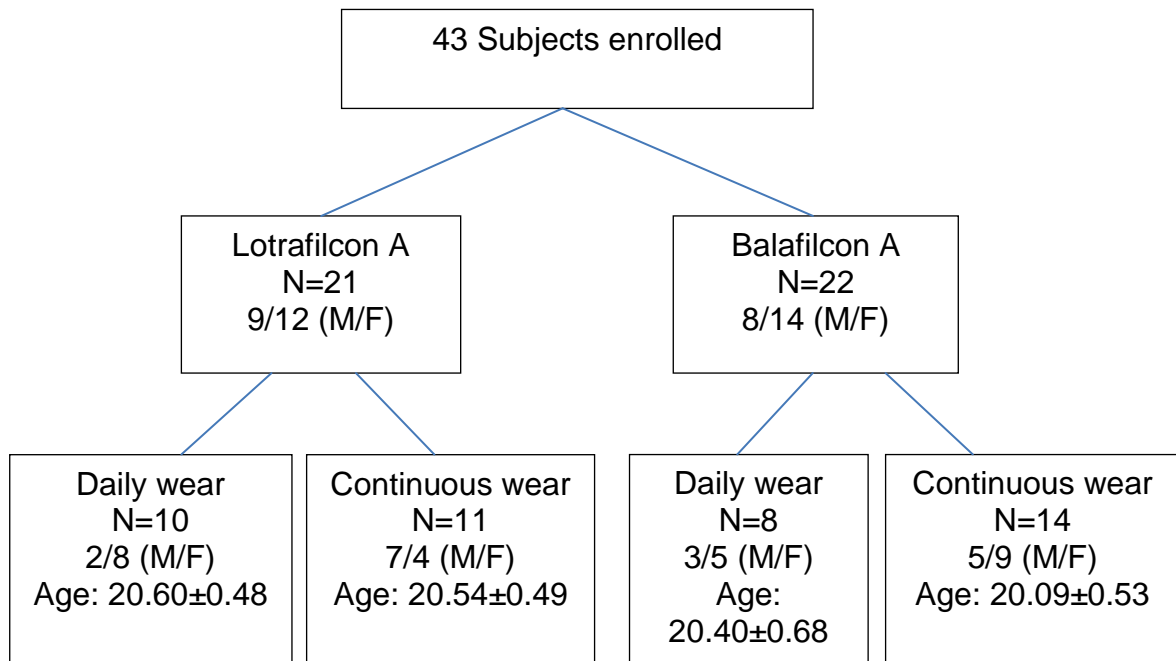 43 Subjects enrolled
Lotrafilcon A
N=21
9/12 (M/F)
Balafilcon A
N=22
8/14 (M/F)
Daily wear
N=10
2/8 (M/F)
Age: 20.60±0.48
Continuous wear
N=11
7/4 (M/F)
Age: 20.54±0.49
Daily wear
N=8
3/5 (M/F)
Age:
20.40±0.68
Continuous wear
N=14
5/9 (M/F)
Age: 20.09±0.53